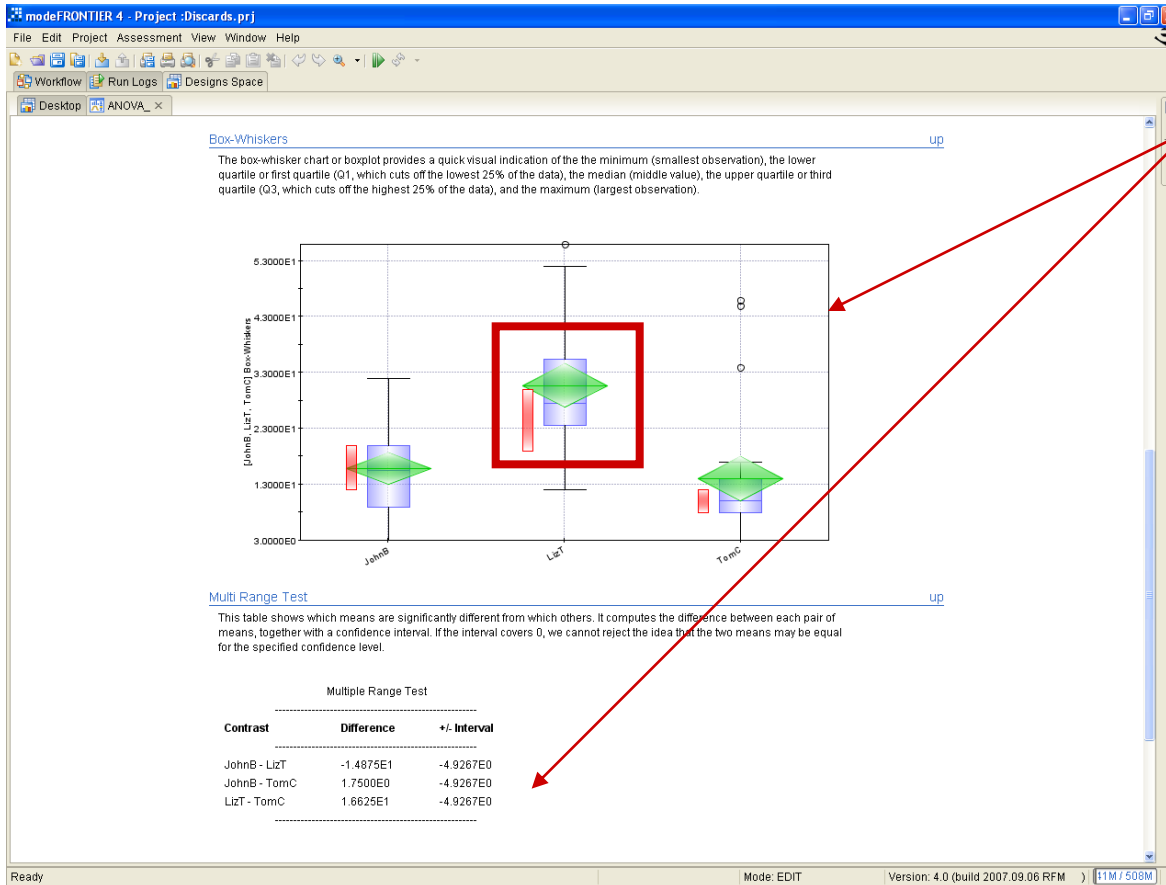 modeFRONTIER 4 - Project :Discards.prj
File Edit Project Assessment View Window Help
Workflow Run Logs Designs Space
Desktop ANOVA_ ×
Box-Whiskers up
The box-whisker chart or boxplot provides a quick visual indication of the the minimum (smallest observation), the lower
quartile or first quartile (Q1, which cuts off the lowest 25% of the data), the median (middle value), the upper quartile or third
quartile (Q3, which cuts off the highest 25% of the data), and the maximum (largest observation).
5.3000E1
4.3000E1
3.3000E1
2.3000E1
1.3000E1
3.0000E0
[JohnB, LizT, TomC] Box-Whiskers
JohnB LizT TomC
Multi Range Test up
This table shows which means are significantly different from which others. It computes the difference between each pair of
means, together with a confidence interval. If the interval covers 0, we cannot reject the idea that the two means may be equal
for the specified confidence level.
Multiple Range Test
Contrast Difference +/- Interval
JohnB - LizT -1.4875E1 -4.9267E0
JohnB - TomC 1.7500E0 -4.9267E0
LizT - TomC 1.6625E1 -4.9267E0
Ready Mode: EDIT Version: 4.0 (build 2007.09.06 RFM ) 1M / 508M